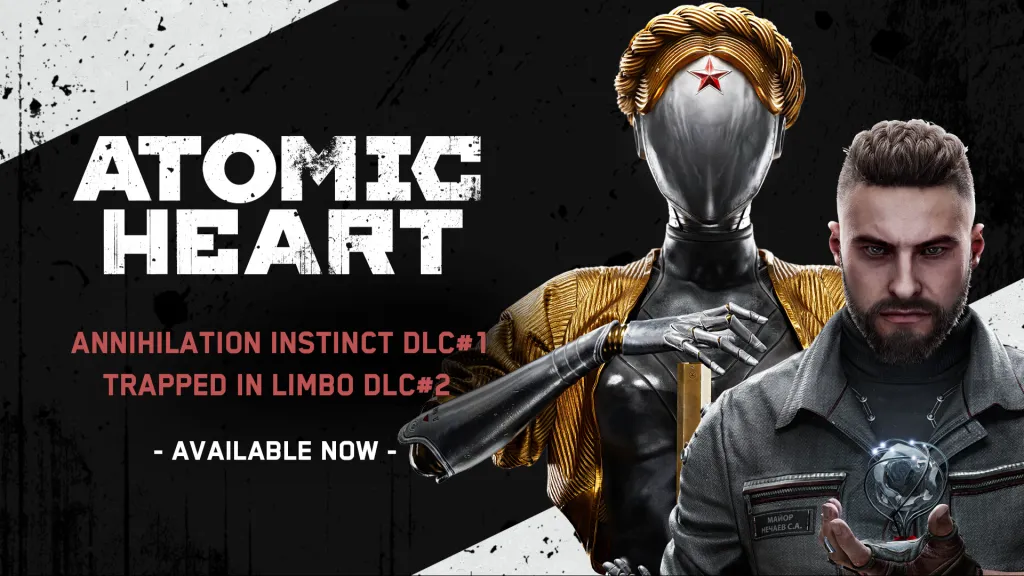 ATOMIC
HEART
ANNIHILATION INSTINCT DLC#1
TRAPPED IN LIMBO DLC#2
- AVAILABLE NOW -
МАЙОР
НЕЧАЕВ С.А.